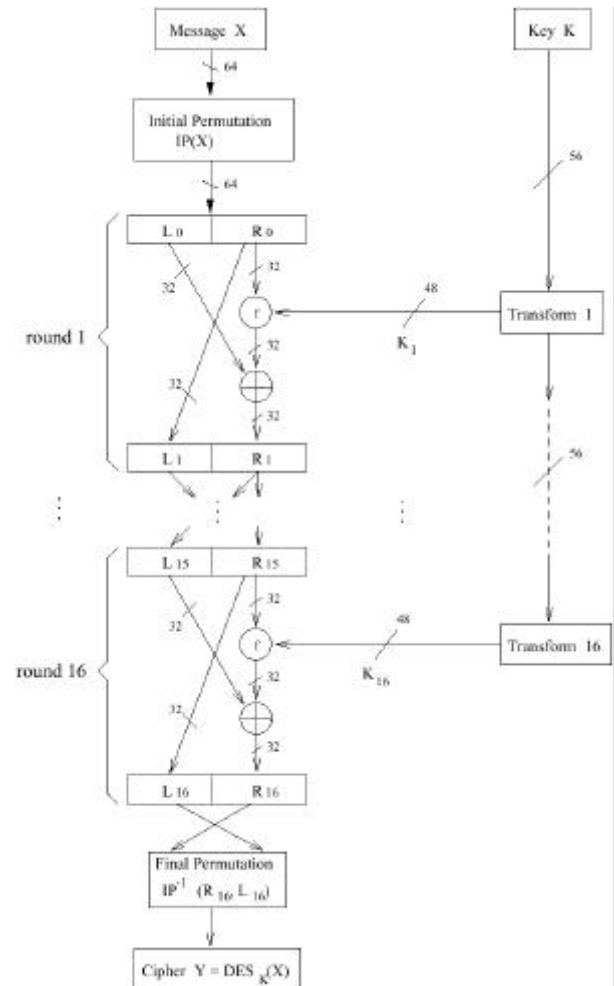 Message X
Key K
64
Initial Permutation
IP(X)
56
64
L 0
R 0
32
32
f
48
Transform 1
round 1
K 1
32
32
32
L 1
R 1
56
⋮
⋮
⋮
L 15
R 15
32
32
f
48
Transform 16
round 16
K 16
32
32
32
L 16
R 16
Final Permutation
IP⁻¹ (R 16, L 16)
Cipher Y = DES K (X)